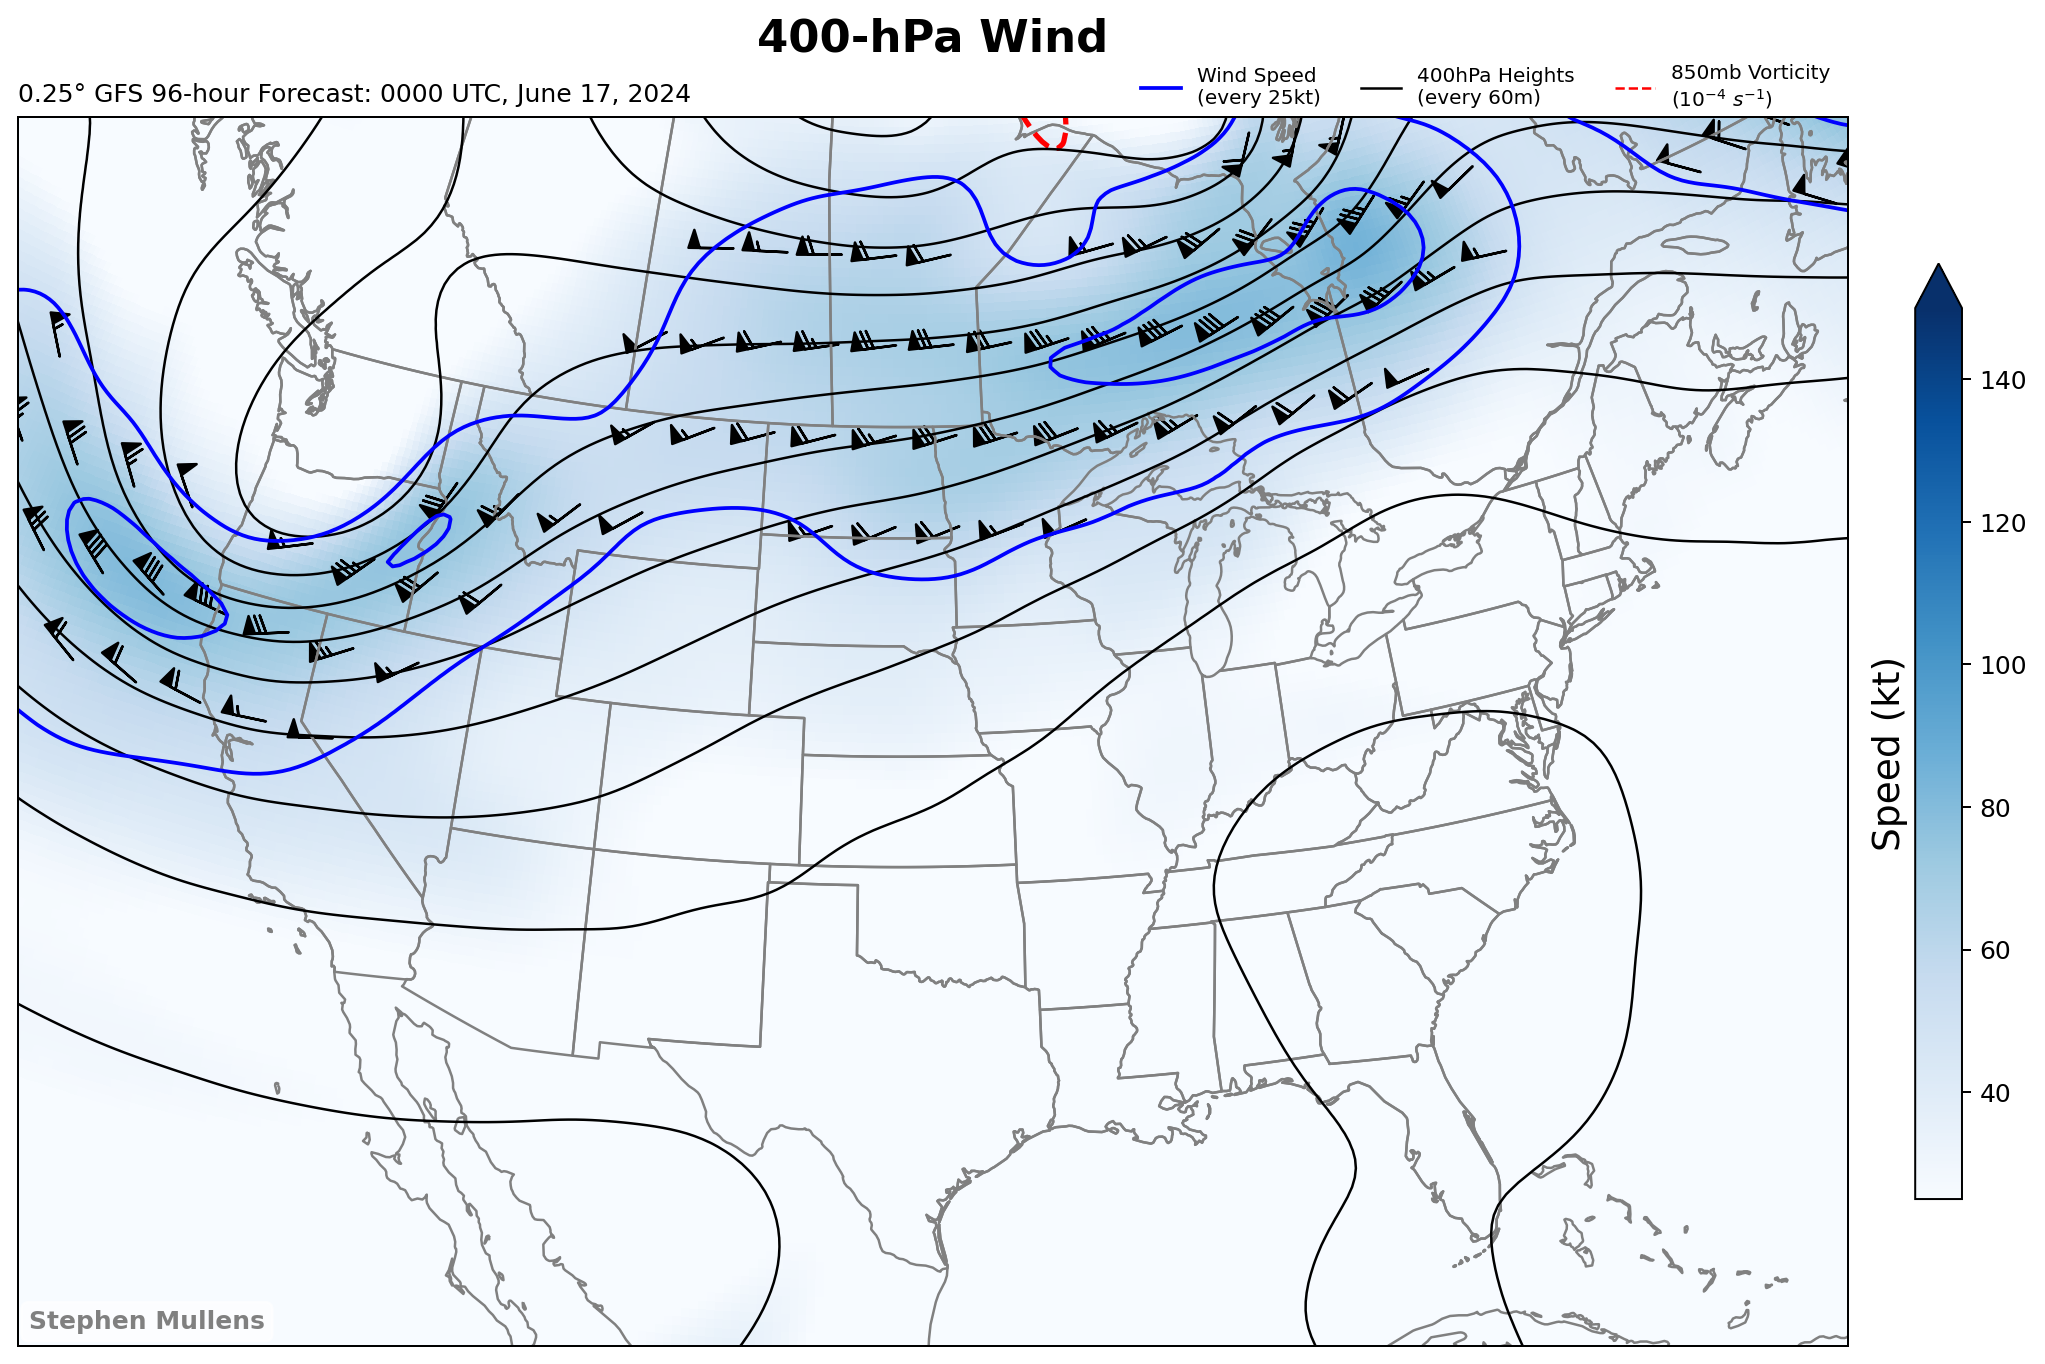 400-hPa Wind
0.25° GFS 96-hour Forecast: 0000 UTC, June 17, 2024
Wind Speed
(every 25kt)
400hPa Heights
(every 60m)
850mb Vorticity
(10⁻⁴ s⁻¹)
140
120
100
80
60
40
Speed (kt)
Stephen Mullens